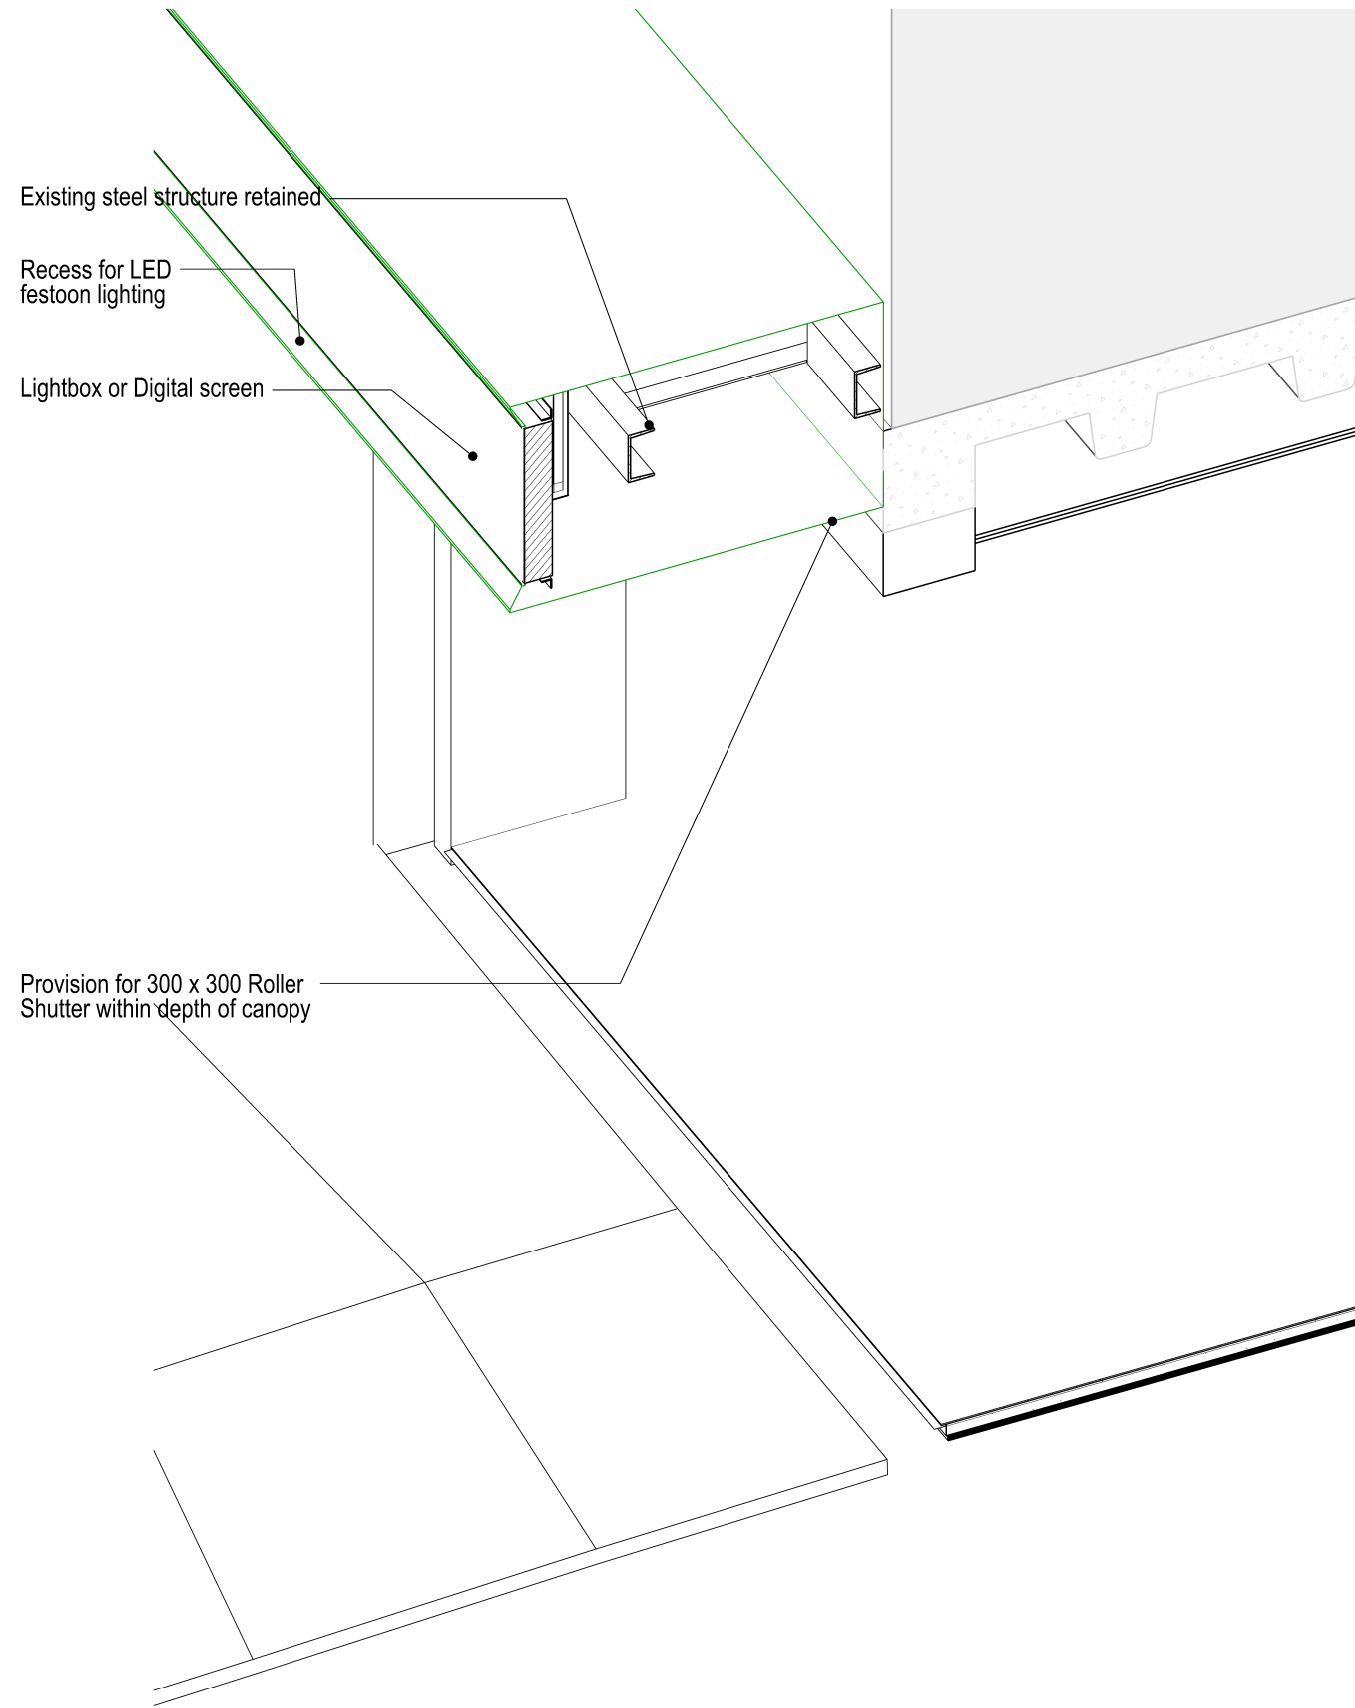 Existing steel structure retained
Recess for LED
festoon lighting
Lightbox or Digital screen
Provision for 300 x 300 Roller
Shutter within depth of canopy